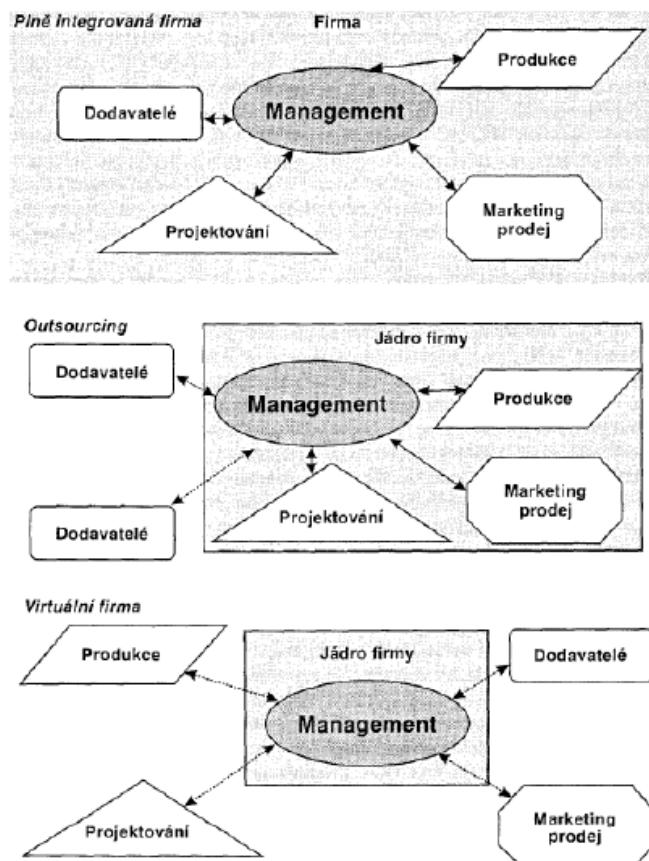 Plně integrovaná firma
Firma
Produkce
Dodavatelé
Management
Projektování
Marketing
prodej
Outsourcing
Jádro firmy
Dodavatelé
Management
Produkce
Marketing
prodej
Dodavatelé
Projektování
Virtuální firma
Produkce
Jádro firmy
Dodavatelé
Management
Projektování
Marketing
prodej